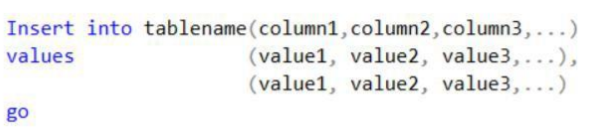 Insert into tablename(column1,column2,column3,...)
values (value1, value2, value3,...),
(value1, value2, value3,...)
go